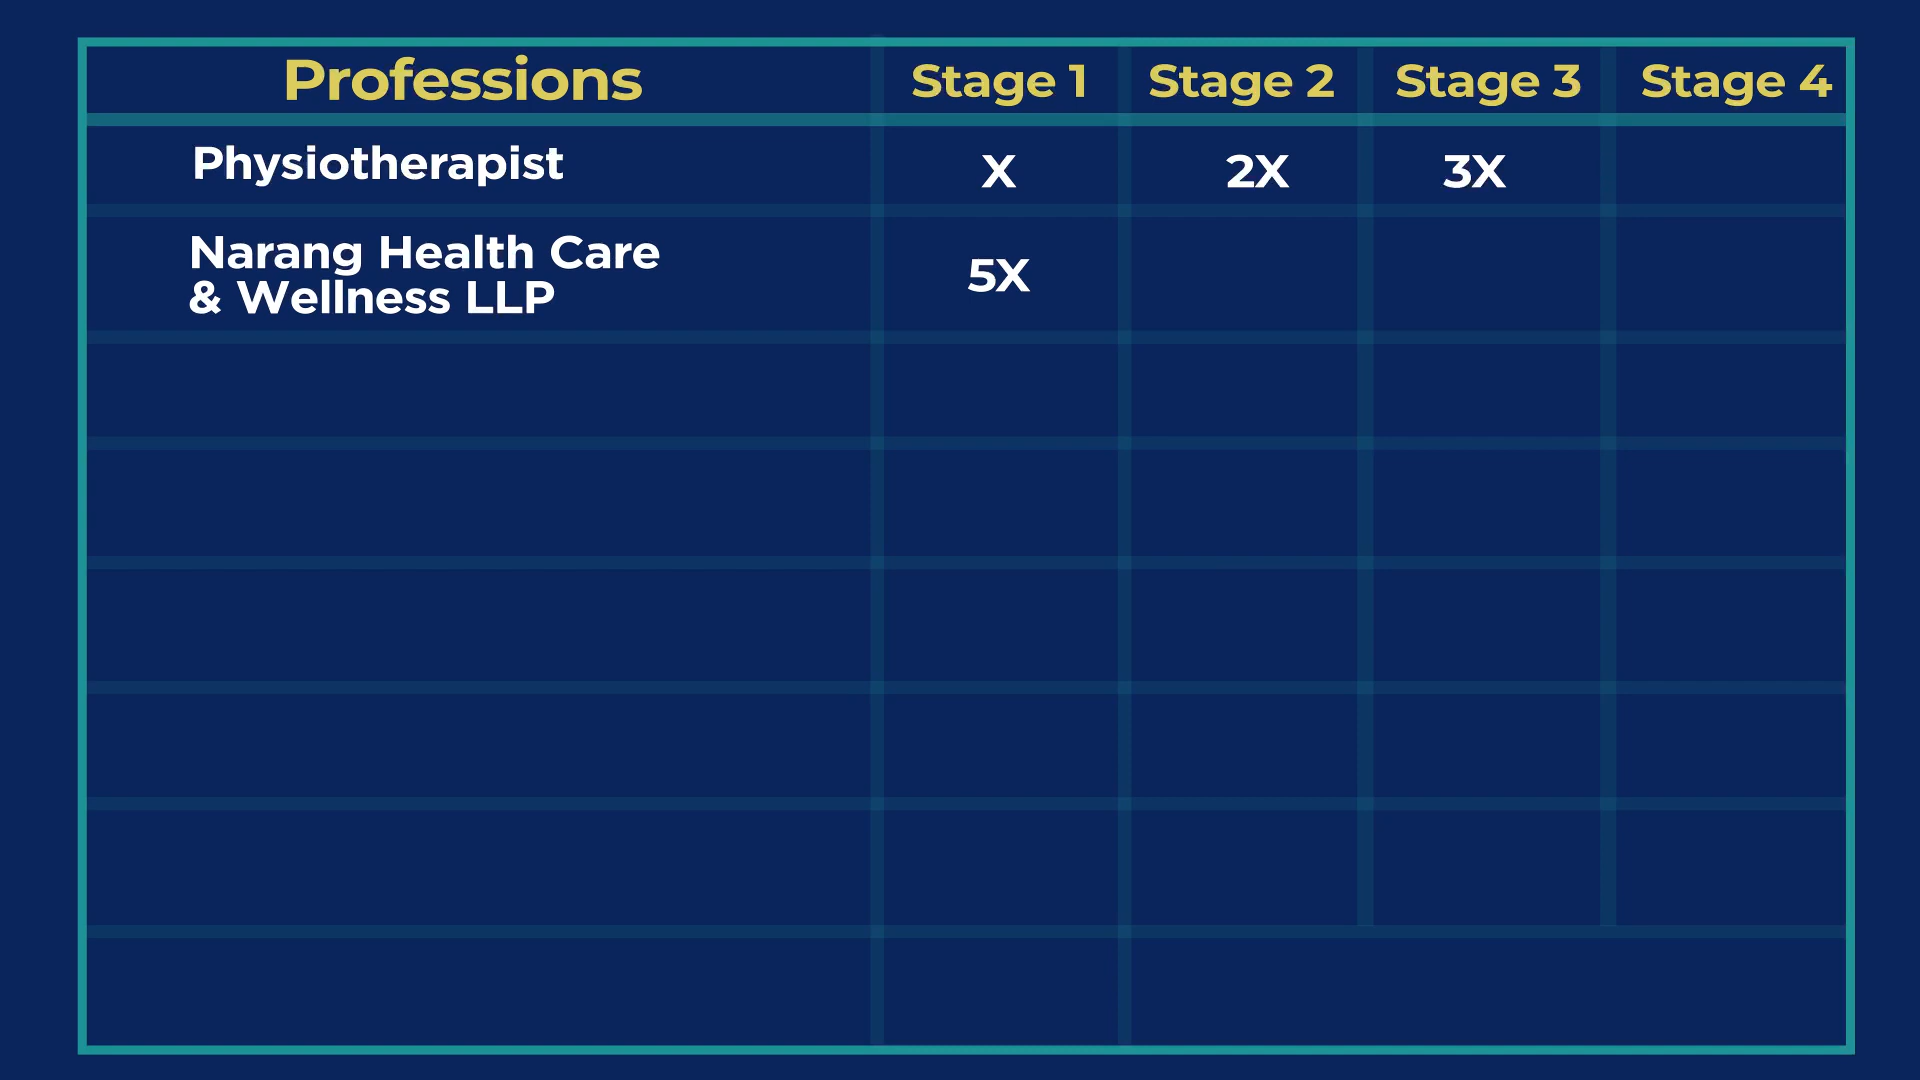 Professions Stage 1 Stage 2 Stage 3 Stage 4
Physiotherapist X 2X 3X
Narang Health Care
& Wellness LLP 5X